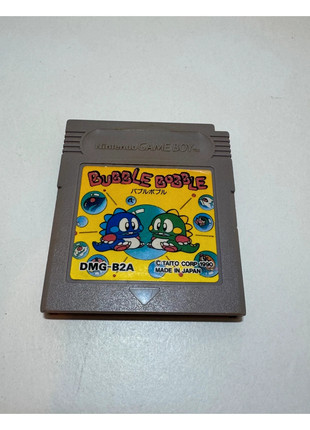 Nintendo GAME BOY
BUBBLE BOBBLE
バブルボブル
DMG-B2A
© TAITO CORP. 1990
MADE IN JAPAN